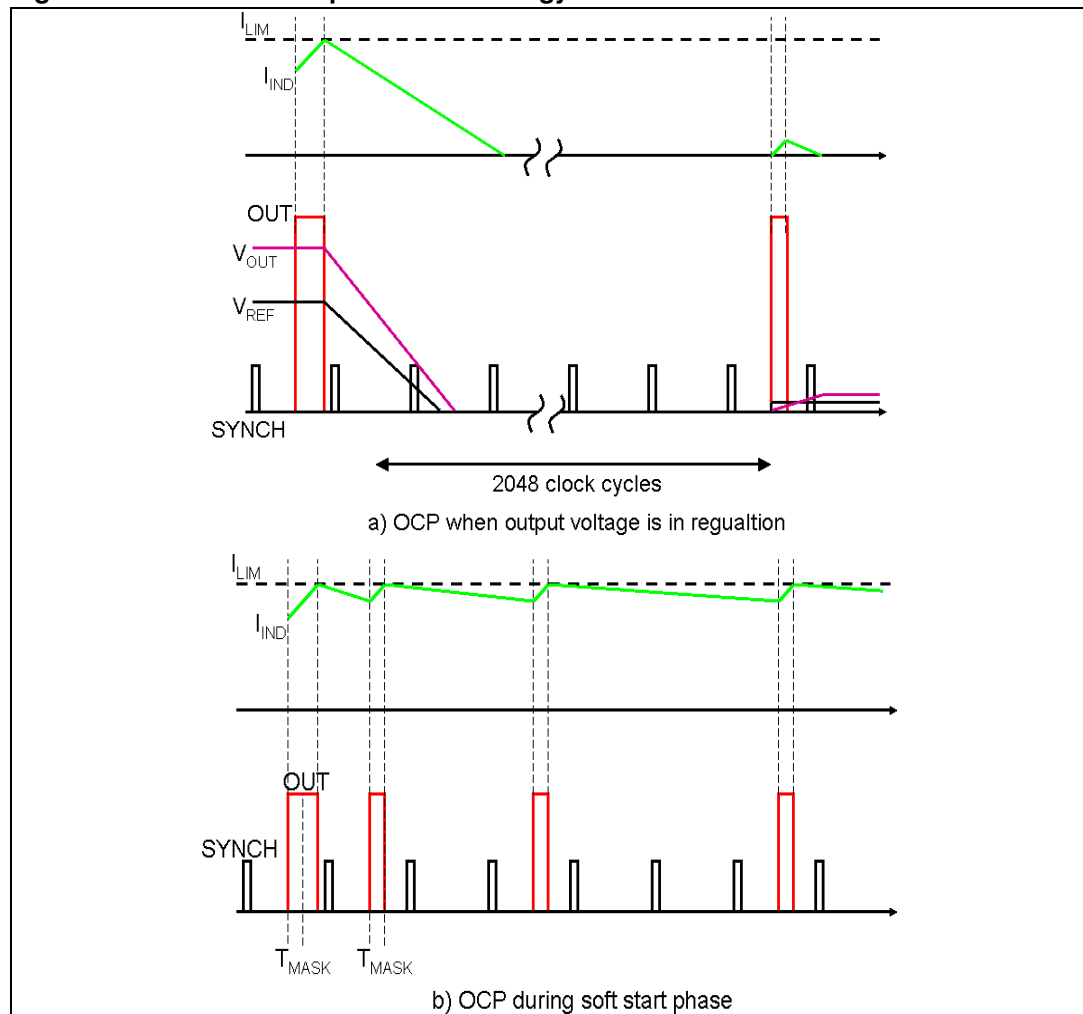 I_LIM
I_IND
OUT
V_OUT
V_REF
SYNCH
2048 clock cycles
a) OCP when output voltage is in regualtion
I_LIM
I_IND
OUT
SYNCH
T_MASK T_MASK
b) OCP during soft start phase